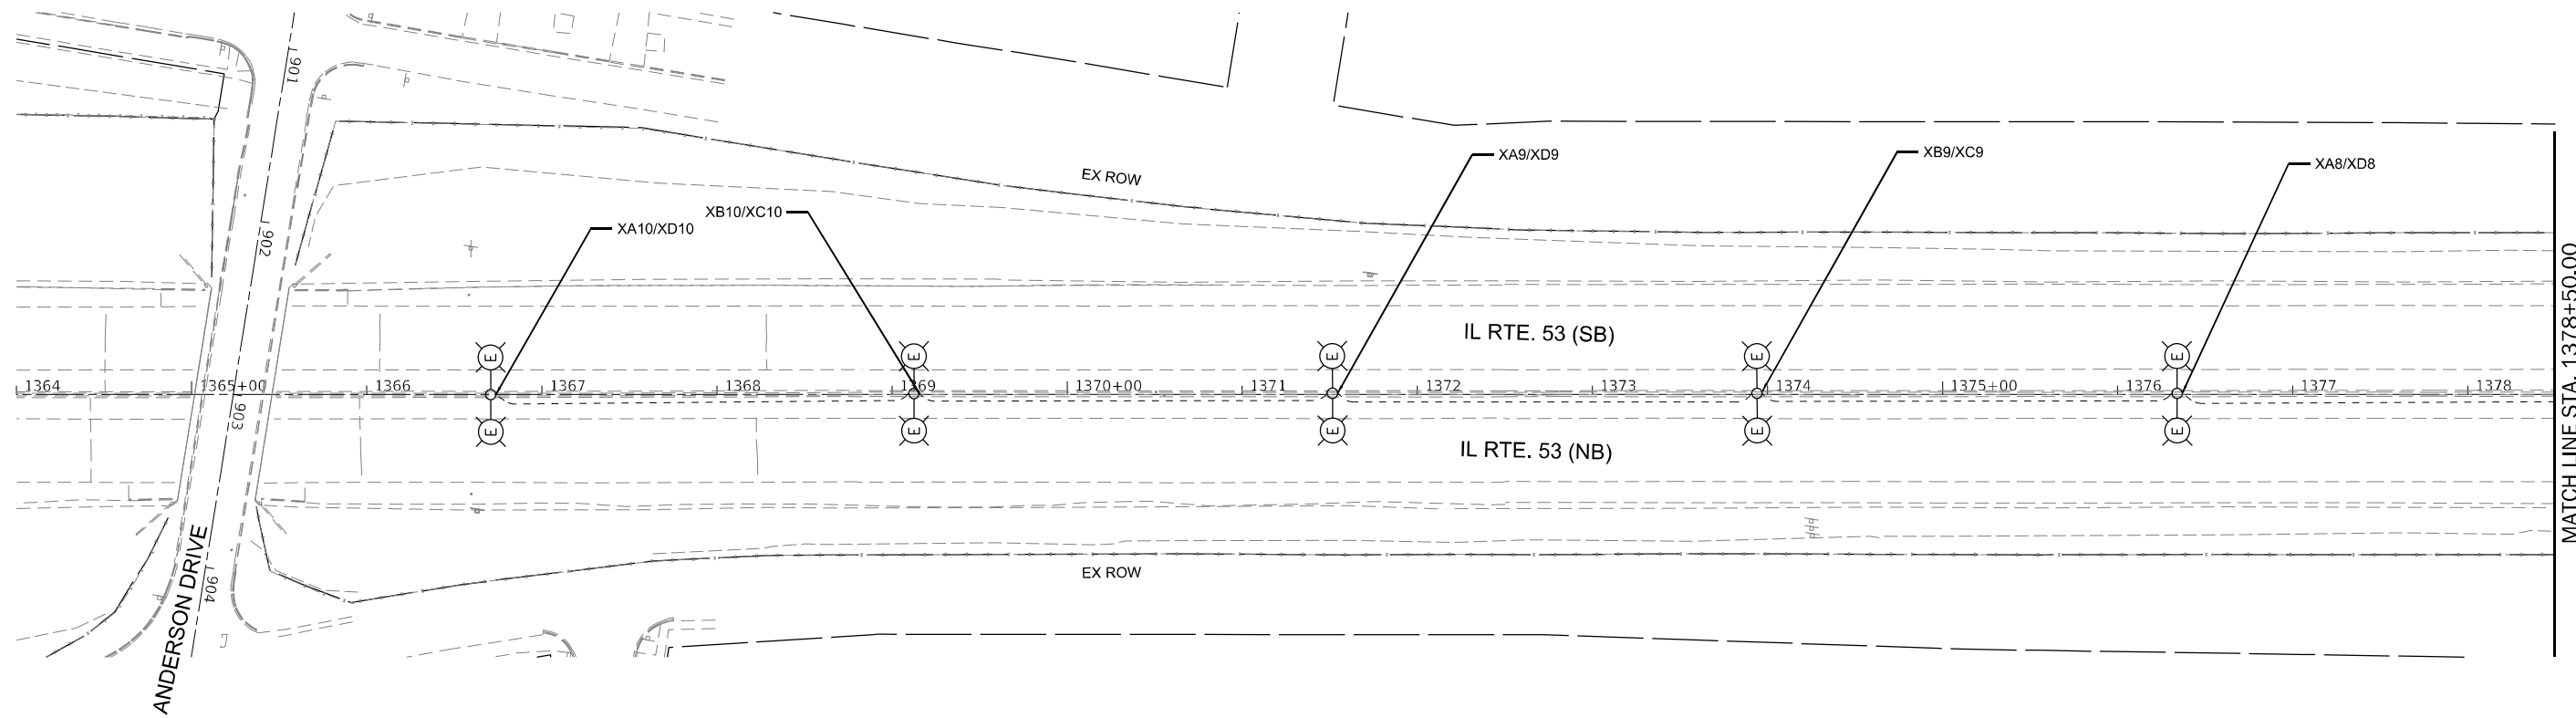 901
XA9/XD9
XB9/XC9
XA8/XD8
EX ROW
XB10/XC10
XA10/XD10
902
IL RTE. 53 (SB)
E
E
E
E
E
1364
1365+00
1366
1367
1368
1369
1370+00
1371
1372
1373
1374
1375+00
1376
1377
1378
903
E
E
E
E
E
IL RTE. 53 (NB)
MATCH LINE STA. 1378+50.00
EX ROW
904
ANDERSON DRIVE